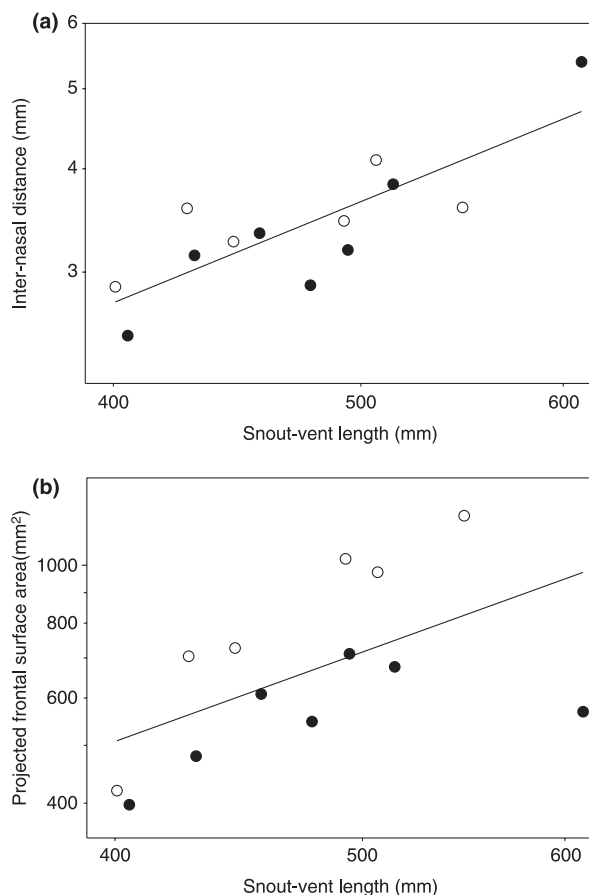 (a)
6
5
4
3
Inter-nasal distance (mm)
400
500
600
Snout-vent length (mm)
(b)
1000
800
600
400
Projected frontal surface area(mm²)
400
500
600
Snout-vent length (mm)